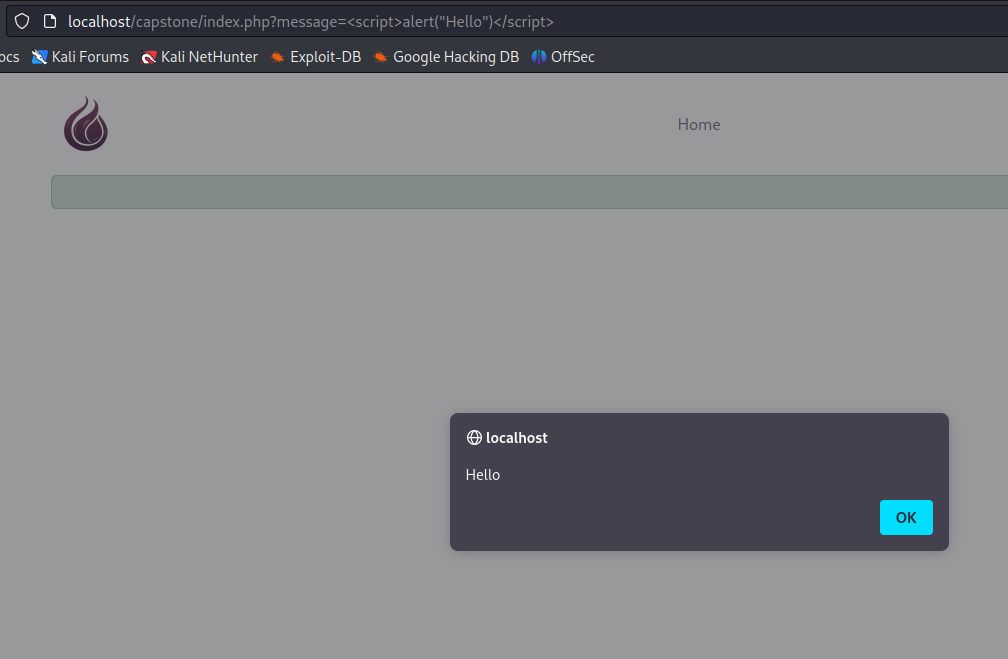 localhost/capstone/index.php?message=<script>alert("Hello")</script>
ocs Kali Forums Kali NetHunter Exploit-DB Google Hacking DB OffSec
Home
localhost
Hello
OK